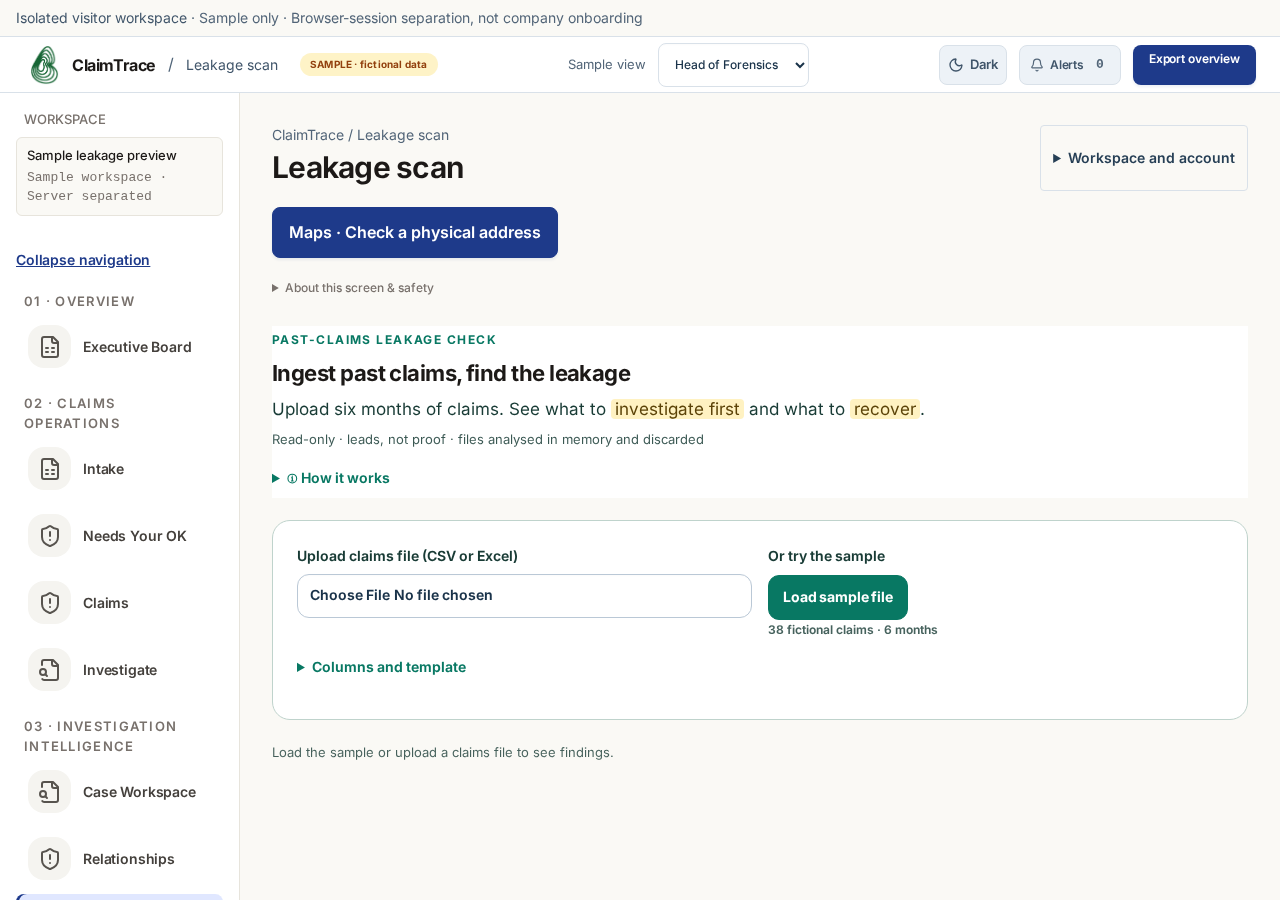 Isolated visitor workspace · Sample only · Browser-session separation, not company onboarding
ClaimTrace / Leakage scan SAMPLE · fictional data Sample view Head of Forensics Dark Alerts 0 Export overview
WORKSPACE
Sample leakage preview
Sample workspace ·
Server separated
Collapse navigation
01 · OVERVIEW
Executive Board
02 · CLAIMS
OPERATIONS
Intake
Needs Your OK
Claims
Investigate
03 · INVESTIGATION
INTELLIGENCE
Case Workspace
Relationships
ClaimTrace / Leakage scan
Leakage scan
Workspace and account
Maps · Check a physical address
About this screen & safety
PAST-CLAIMS LEAKAGE CHECK
Ingest past claims, find the leakage
Upload six months of claims. See what to investigate first and what to recover.
Read-only · leads, not proof · files analysed in memory and discarded
ⓘ How it works
Upload claims file (CSV or Excel)
Choose File No file chosen
Or try the sample
Load sample file
38 fictional claims · 6 months
Columns and template
Load the sample or upload a claims file to see findings.